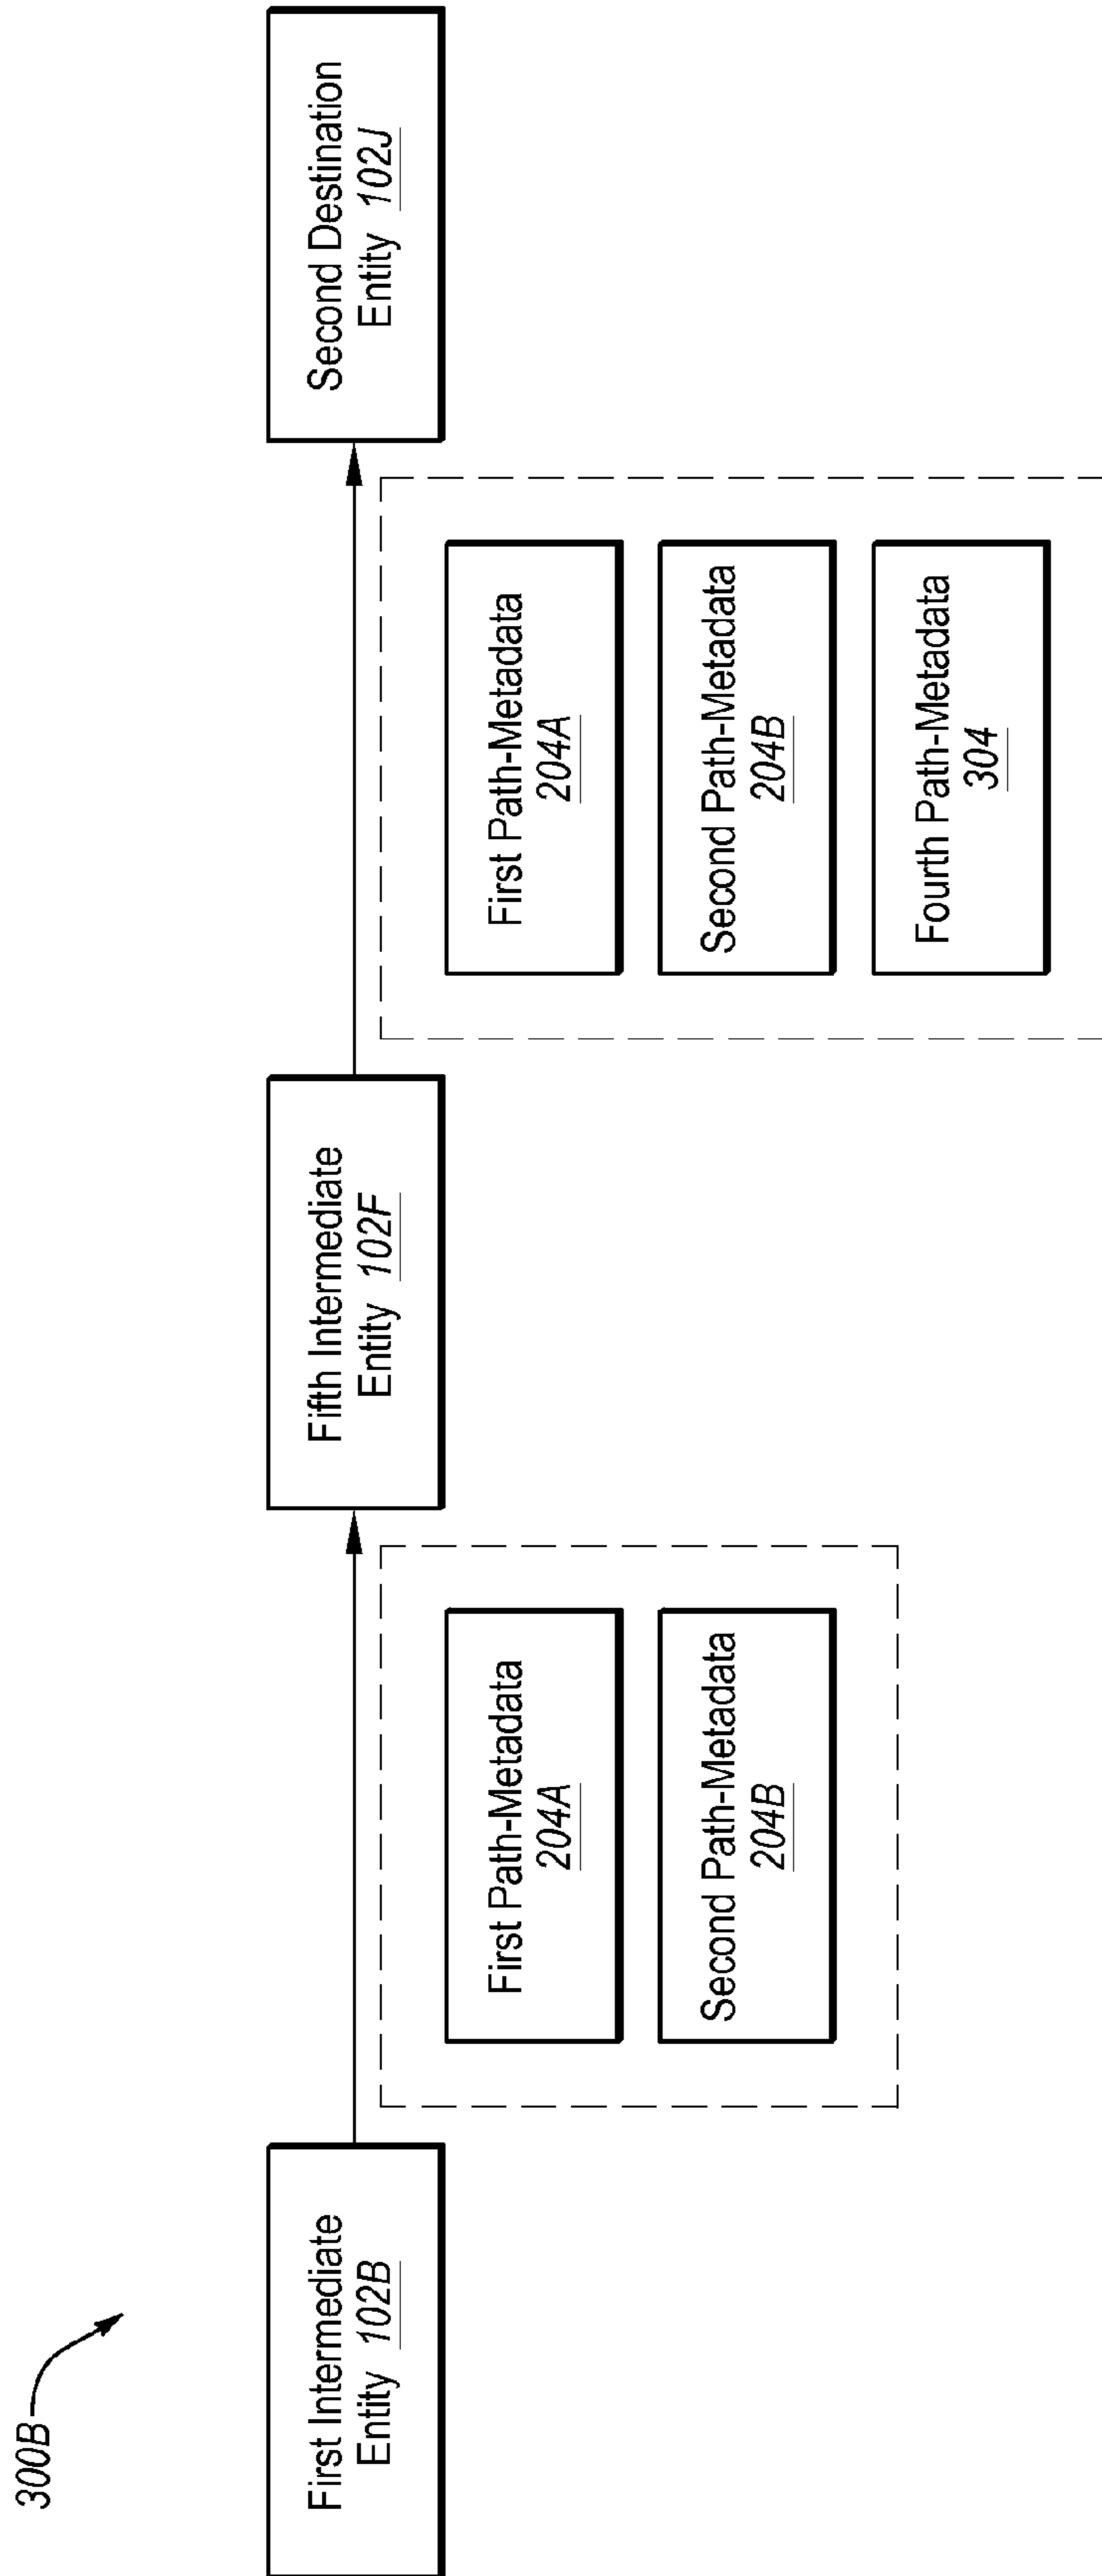 300B
First Intermediate
Entity 102B
Fifth Intermediate
Entity 102F
Second Destination
Entity 102J
First Path-Metadata
204A
Second Path-Metadata
204B
First Path-Metadata
204A
Second Path-Metadata
204B
Fourth Path-Metadata
304